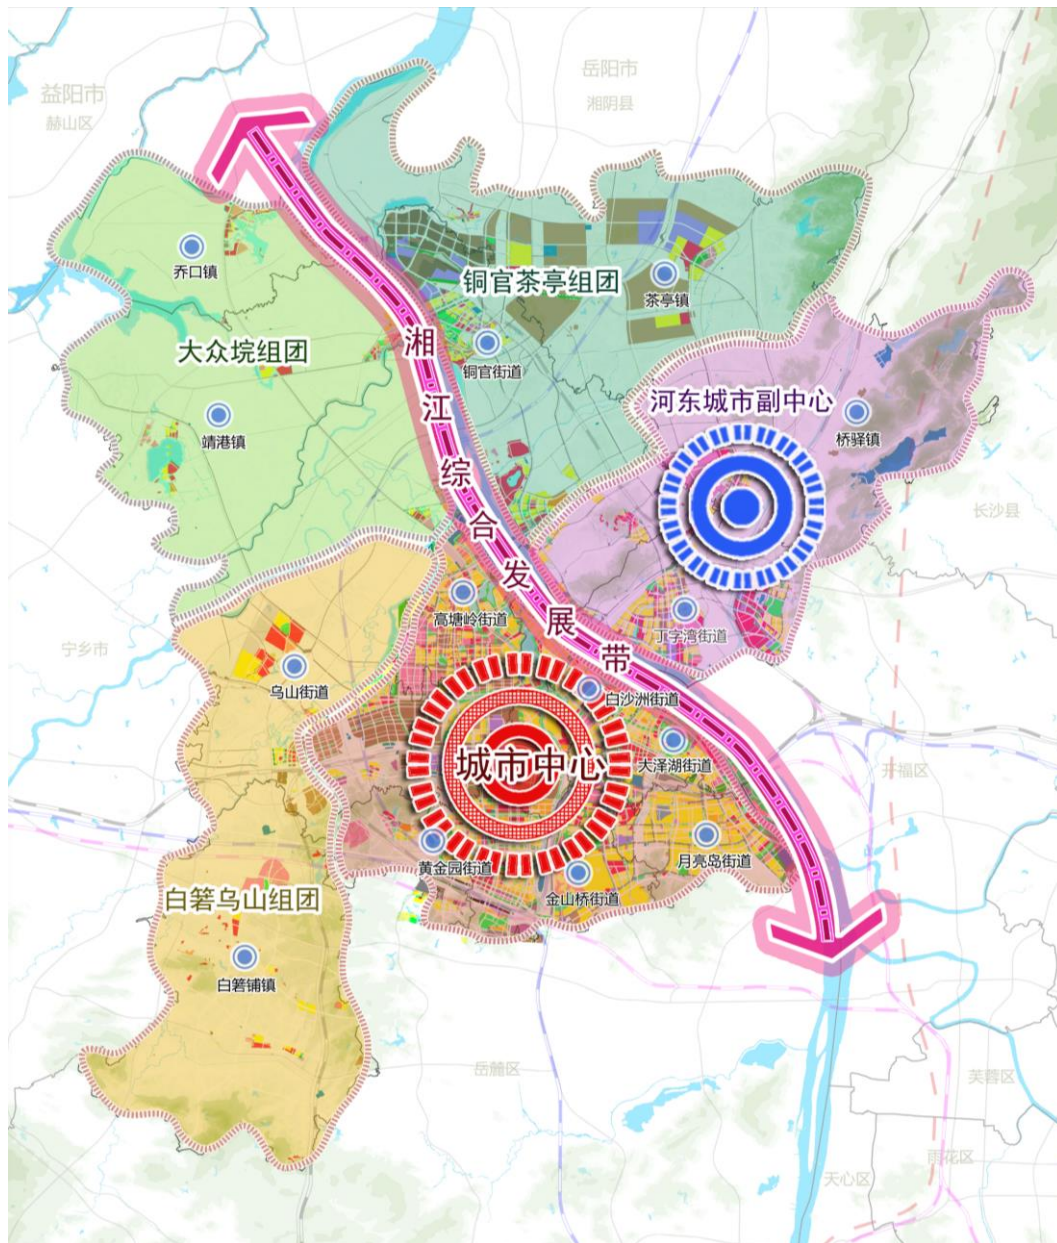 益阳市
赫山区
岳阳市
湘阴县
乔口镇
铜官茶亭组团
茶亭镇
大众垸组团
铜官街道
靖港镇
河东城市副中心
桥驿镇
长沙县
湘江综合发展带
高塘岭街道
丁字湾街道
宁乡市
乌山街道
白沙洲街道
城市中心
大泽湖街道
开福区
黄金园街道
月亮岛街道
金山桥街道
白箬乌山组团
白箬铺镇
岳麓区
芙蓉区
雨花区
天心区